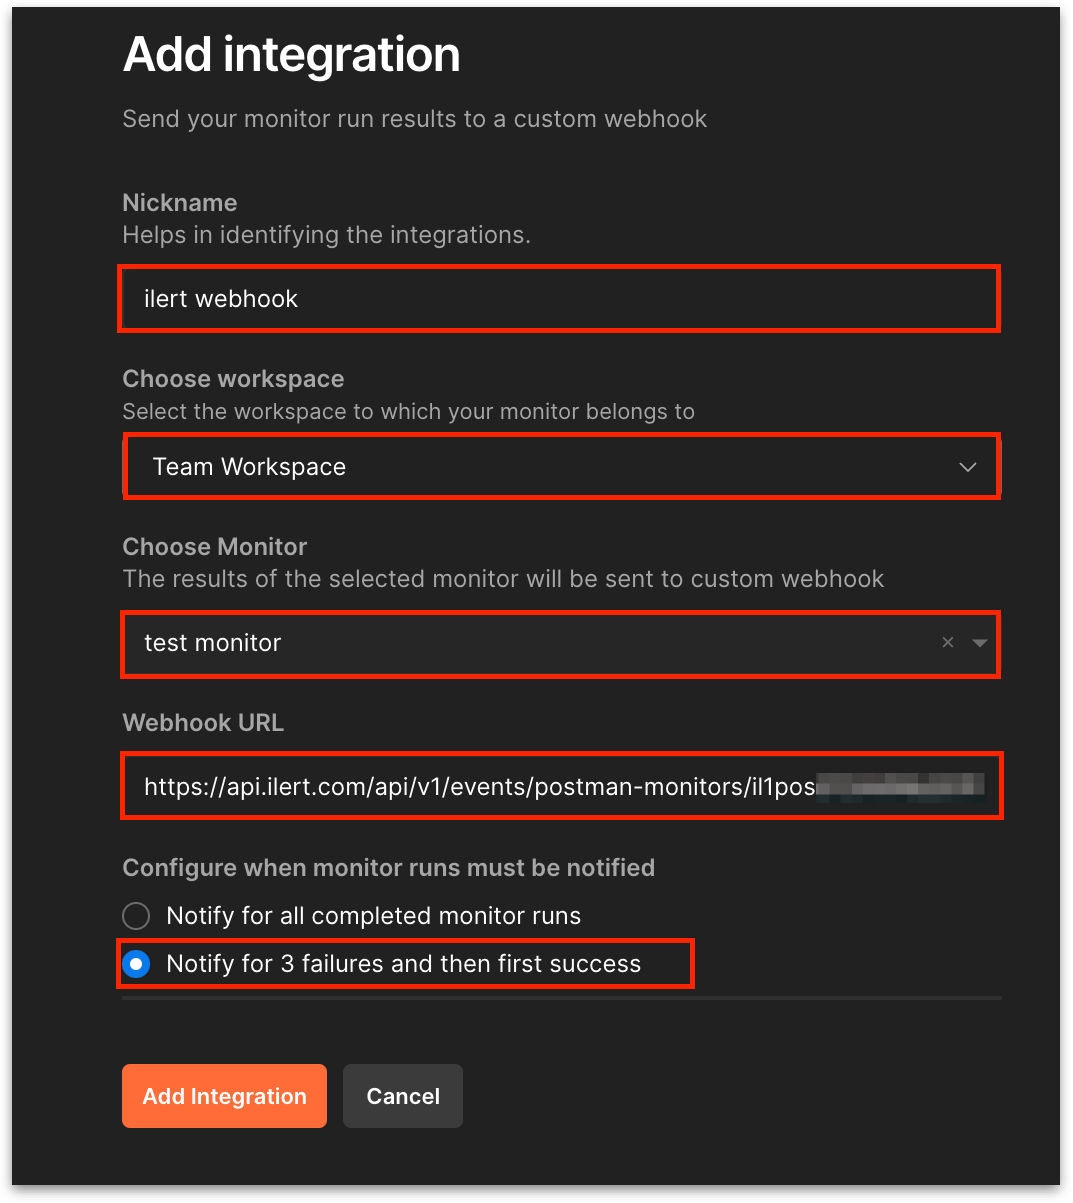 Add integration
Send your monitor run results to a custom webhook
Nickname
Helps in identifying the integrations.
ilert webhook
Choose workspace
Select the workspace to which your monitor belongs to
Team Workspace
Choose Monitor
The results of the selected monitor will be sent to custom webhook
test monitor
Webhook URL
https://api.ilert.com/api/v1/events/postman-monitors/il1pos
Configure when monitor runs must be notified
Notify for all completed monitor runs
Notify for 3 failures and then first success
Add Integration
Cancel